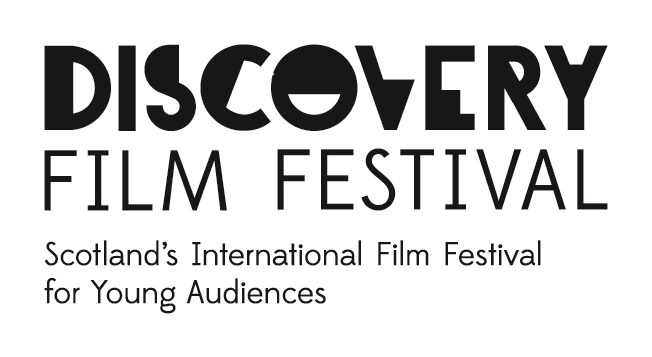 DISCOVERY
FILM FESTIVAL
Scotland's International Film Festival
for Young Audiences